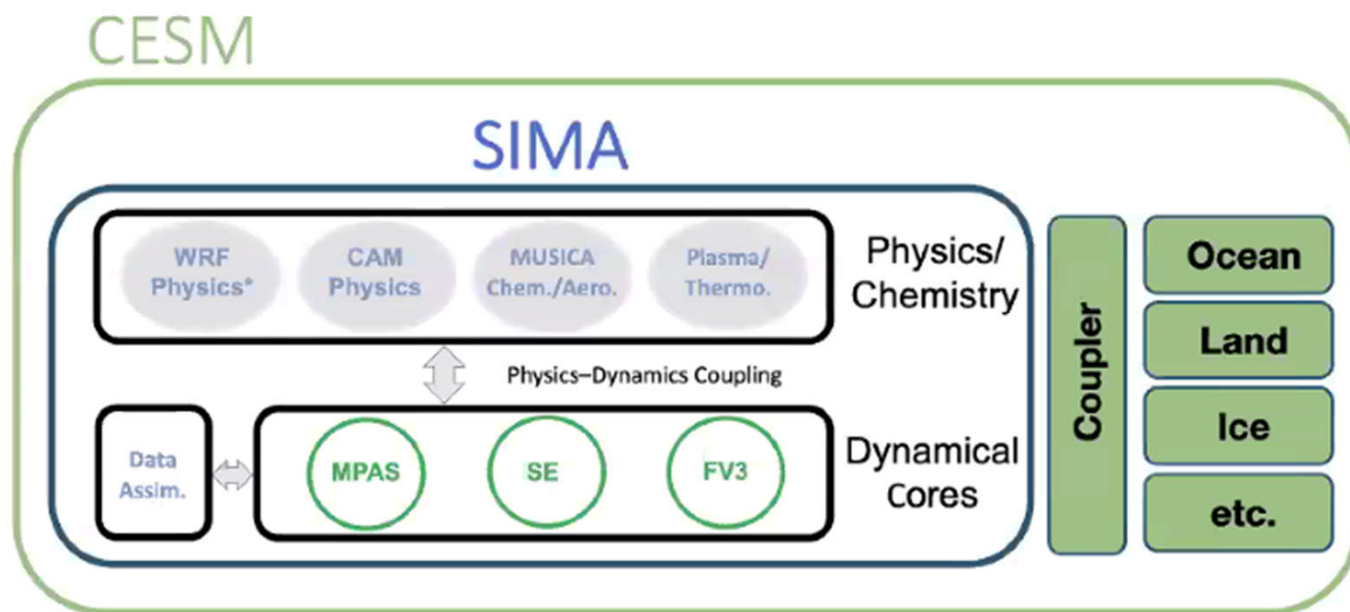 CESM
SIMA
WRF
Physics*
CAM
Physics
MUSICA
Chem./Aero.
Plasma/
Thermo.
Physics/
Chemistry
Physics–Dynamics Coupling
Data
Assim.
MPAS
SE
FV3
Dynamical
Cores
Coupler
Ocean
Land
Ice
etc.